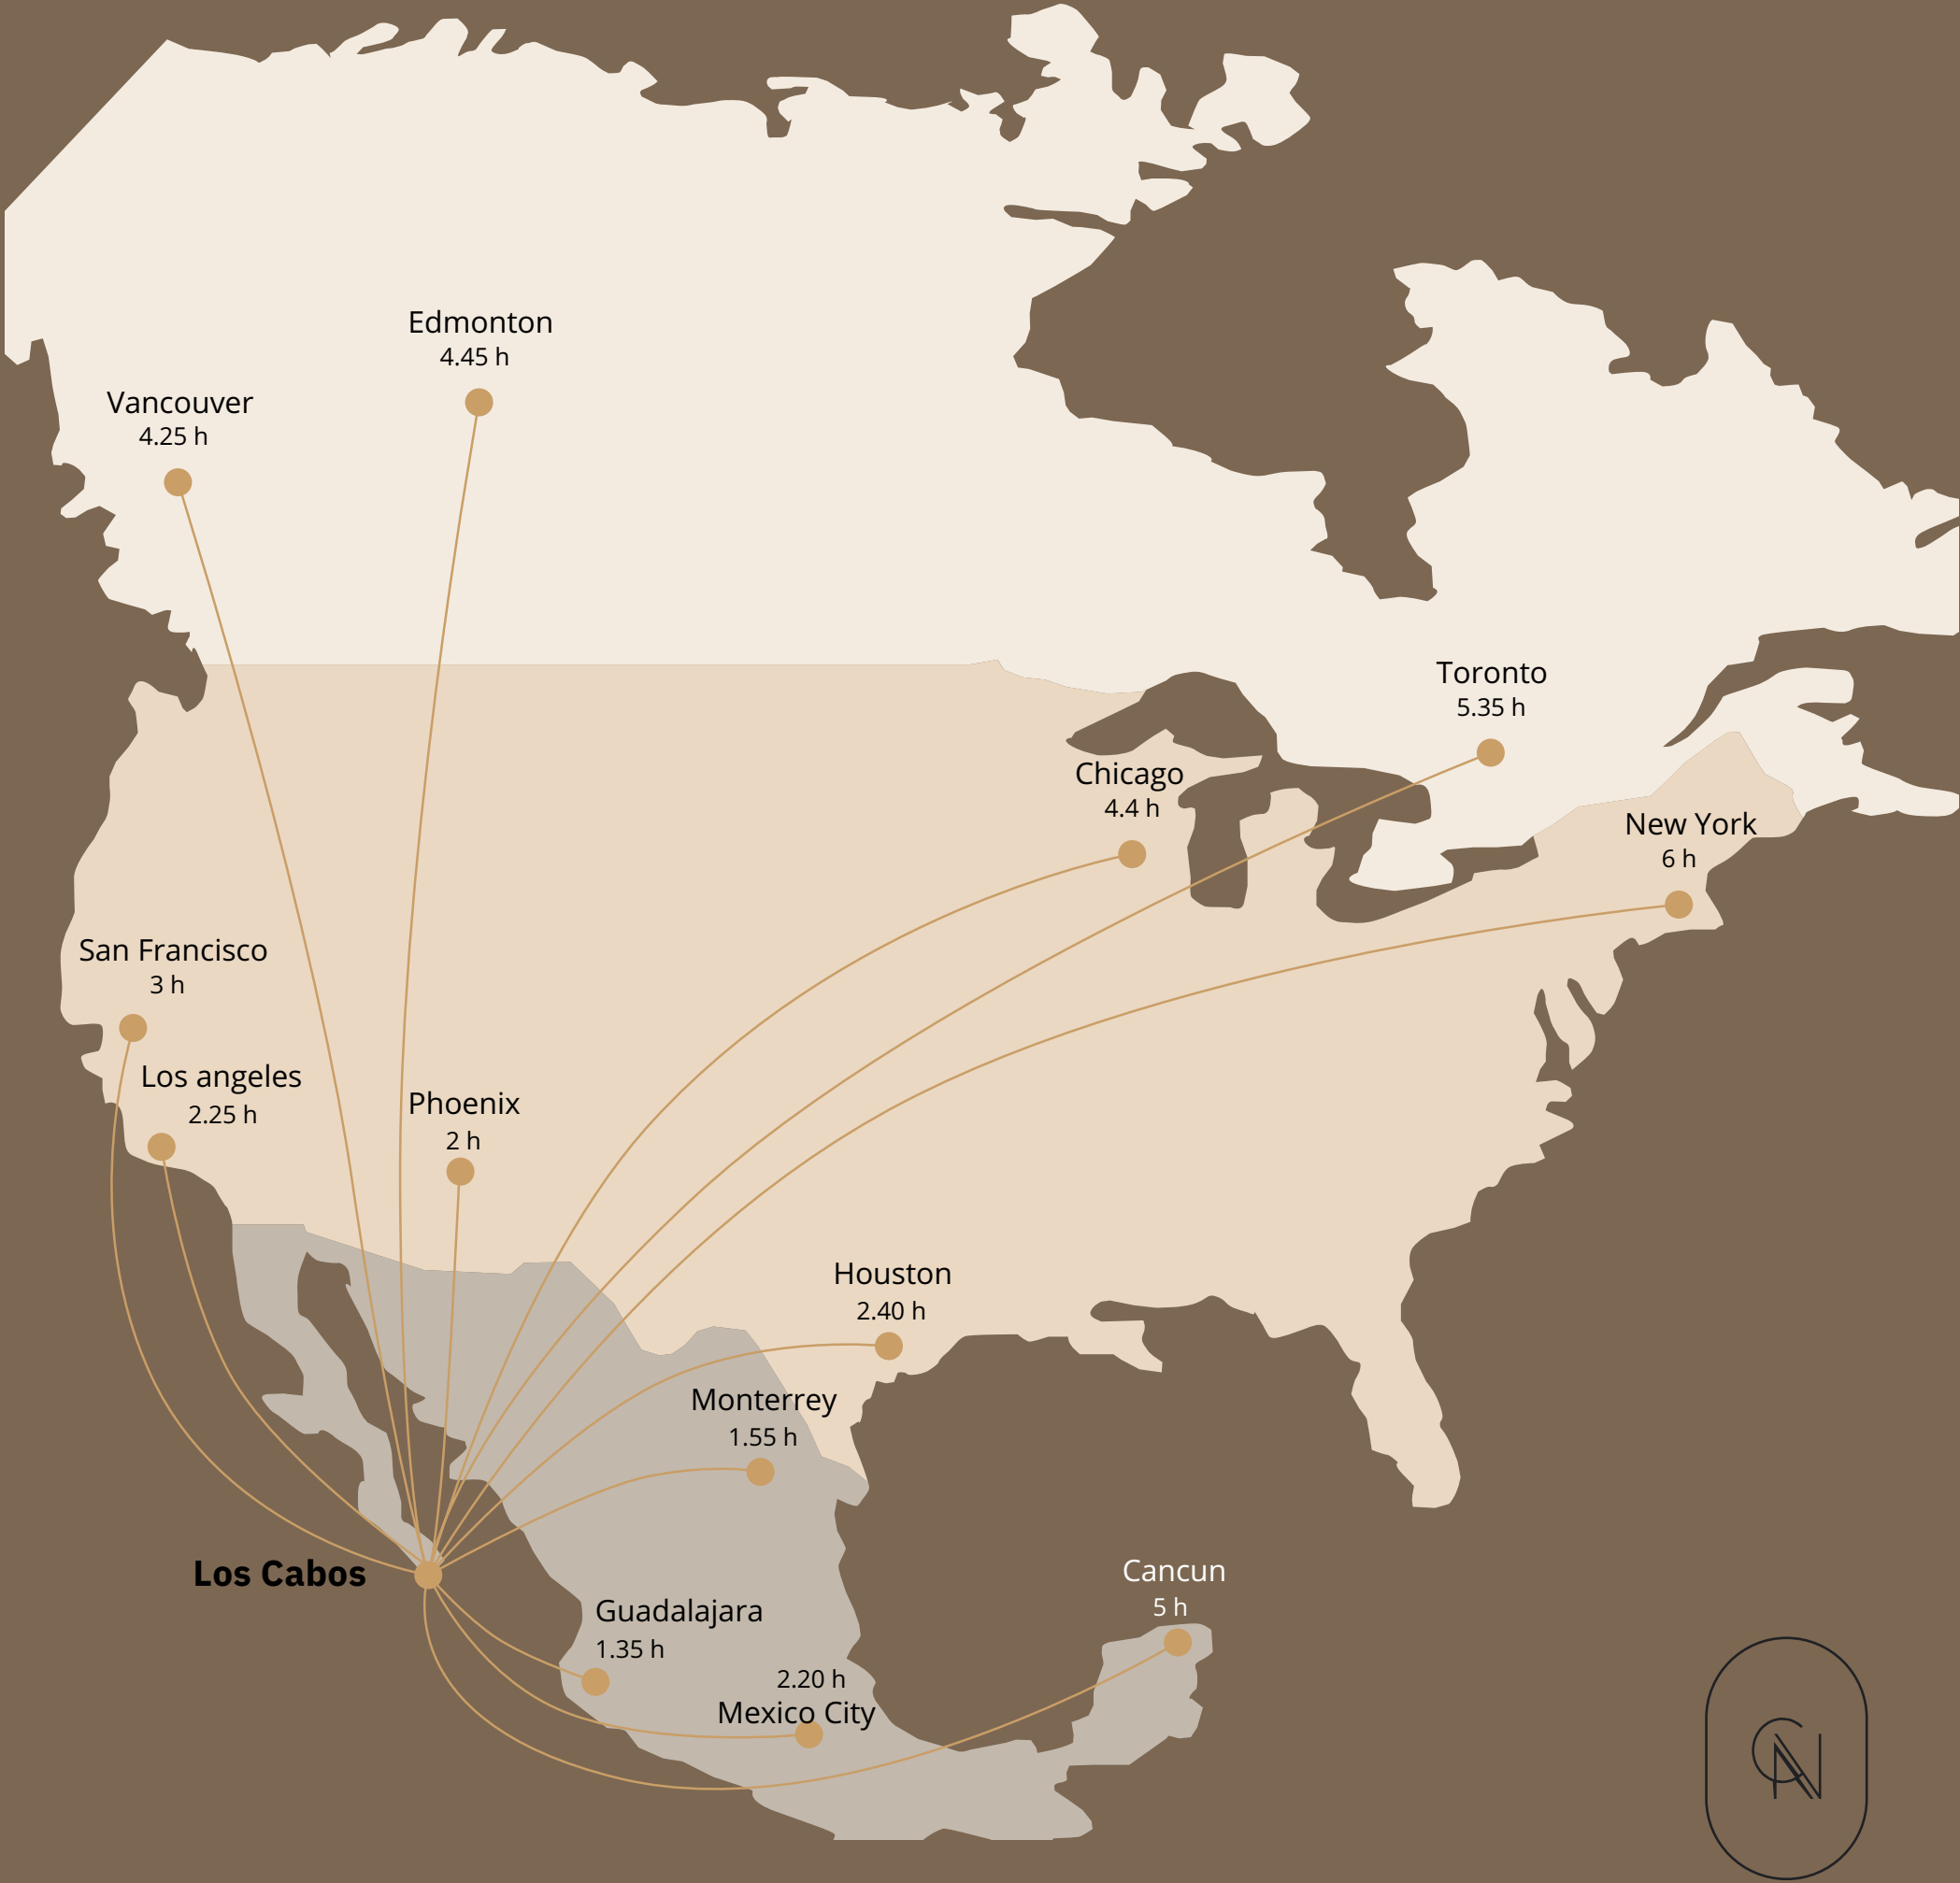 Edmonton
4.45 h
Vancouver
4.25 h
Toronto
5.35 h
Chicago
4.4 h
New York
6 h
San Francisco
3 h
Los angeles
2.25 h
Phoenix
2 h
Houston
2.40 h
Monterrey
1.55 h
Los Cabos
Cancun
5 h
Guadalajara
1.35 h
2.20 h
Mexico City
CN